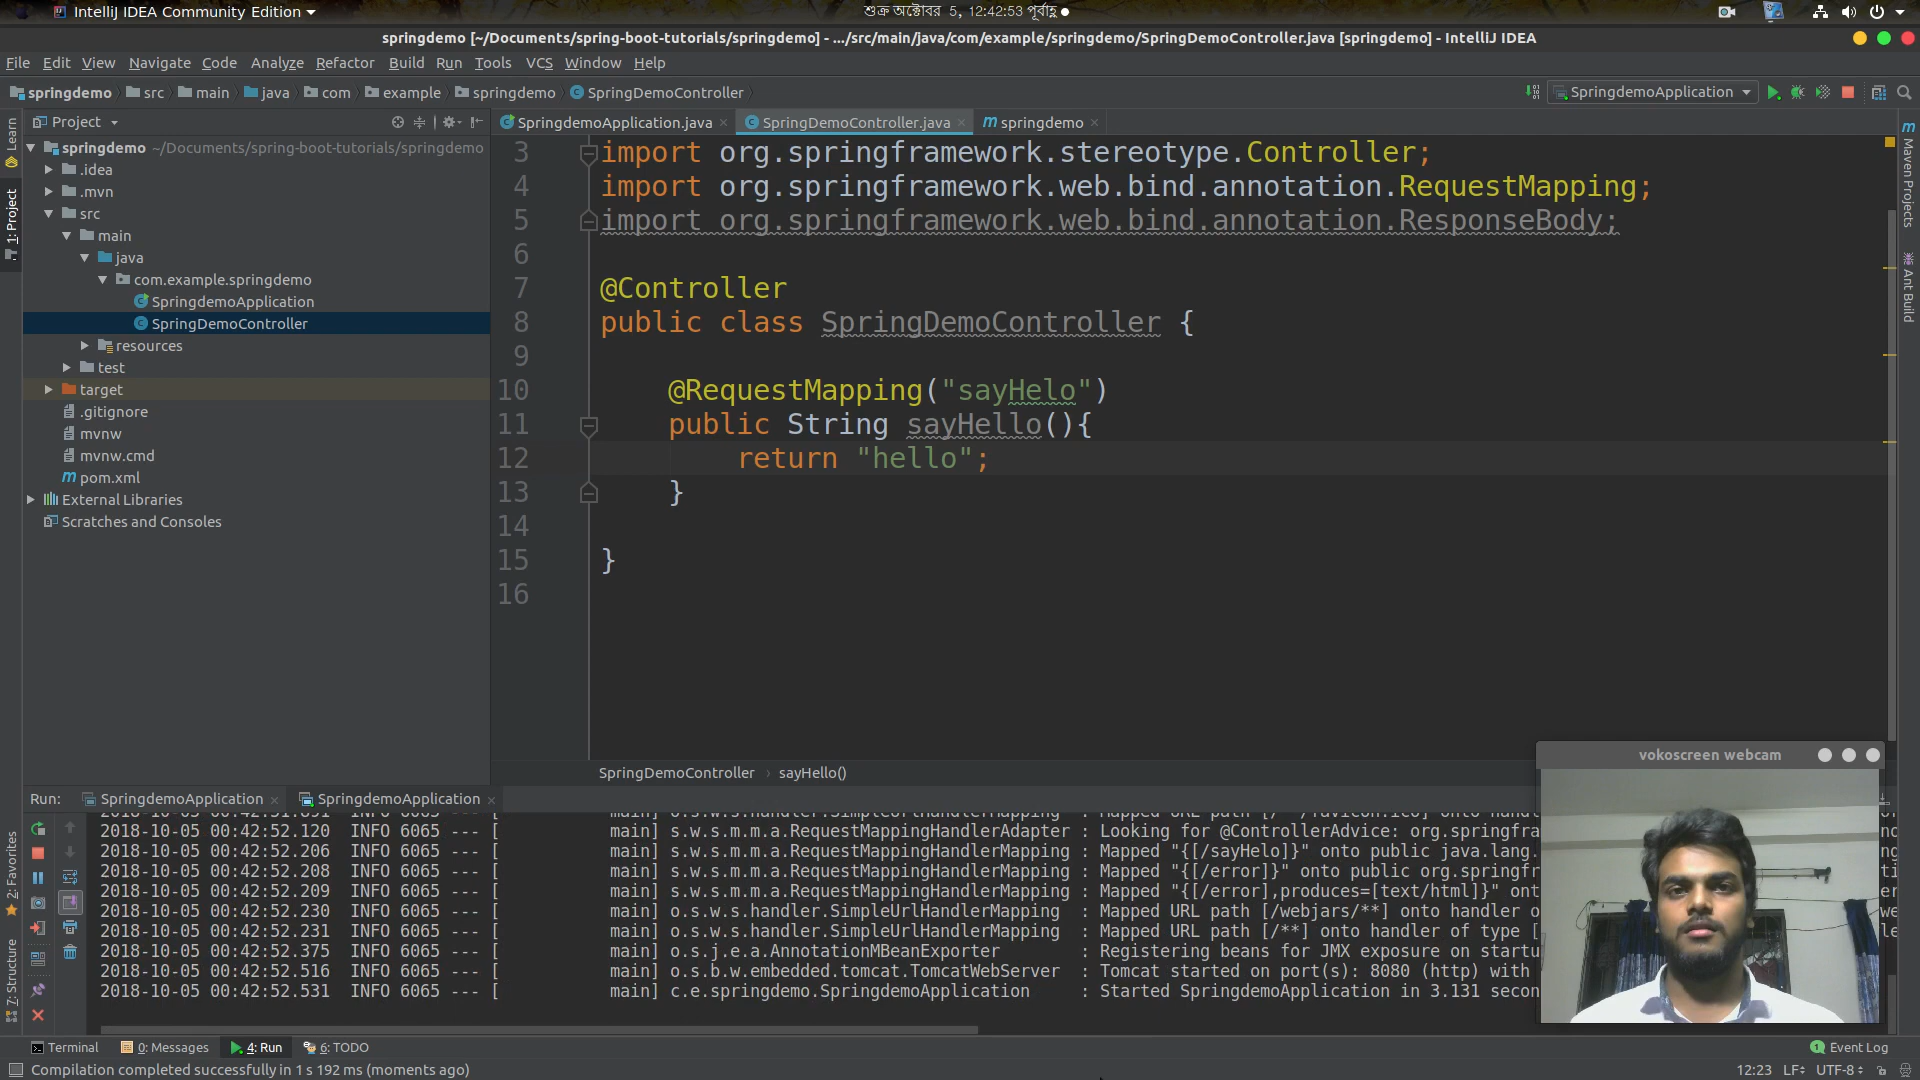 IntelliJ IDEA Community Edition
শুক্র অক্টোবর 5, 12:42:53 পূর্বাহ্ণ
springdemo [~/Documents/spring-boot-tutorials/springdemo] - .../src/main/java/com/example/springdemo/SpringDemoController.java [springdemo] - IntelliJ IDEA
File Edit View Navigate Code Analyze Refactor Build Run Tools VCS Window Help
springdemo src main java com example springdemo SpringDemoController
SpringdemoApplication
Learn
1: Project
2: Favorites
7: Structure
Project
springdemo ~/Documents/spring-boot-tutorials/springdemo
.idea
.mvn
src
main
java
com.example.springdemo
SpringdemoApplication
SpringDemoController
resources
test
target
.gitignore
mvnw
mvnw.cmd
pom.xml
External Libraries
Scratches and Consoles
SpringdemoApplication.java SpringDemoController.java springdemo
3 import org.springframework.stereotype.Controller;
4 import org.springframework.web.bind.annotation.RequestMapping;
5 import org.springframework.web.bind.annotation.ResponseBody;
6
7 @Controller
8 public class SpringDemoController {
9
10 @RequestMapping("sayHelo")
11 public String sayHello(){
12 return "hello";
13 }
14
15 }
16
SpringDemoController › sayHello()
Maven Projects
Ant Build
vokoscreen webcam
Run: SpringdemoApplication SpringdemoApplication
2018-10-05 00:42:52.120 INFO 6065 --- [ main] s.w.s.m.m.a.RequestMappingHandlerAdapter : Looking for @ControllerAdvice: org.springfra
2018-10-05 00:42:52.206 INFO 6065 --- [ main] s.w.s.m.m.a.RequestMappingHandlerMapping : Mapped "{[/sayHelo]}" onto public java.lang.
2018-10-05 00:42:52.208 INFO 6065 --- [ main] s.w.s.m.m.a.RequestMappingHandlerMapping : Mapped "{[/error]}" onto public org.springfr
2018-10-05 00:42:52.209 INFO 6065 --- [ main] s.w.s.m.m.a.RequestMappingHandlerMapping : Mapped "{[/error],produces=[text/html]}" ont
2018-10-05 00:42:52.230 INFO 6065 --- [ main] o.s.w.s.handler.SimpleUrlHandlerMapping : Mapped URL path [/webjars/**] onto handler o
2018-10-05 00:42:52.231 INFO 6065 --- [ main] o.s.w.s.handler.SimpleUrlHandlerMapping : Mapped URL path [/**] onto handler of type [
2018-10-05 00:42:52.375 INFO 6065 --- [ main] o.s.j.e.a.AnnotationMBeanExporter : Registering beans for JMX exposure on startu
2018-10-05 00:42:52.516 INFO 6065 --- [ main] o.s.b.w.embedded.tomcat.TomcatWebServer : Tomcat started on port(s): 8080 (http) with
2018-10-05 00:42:52.531 INFO 6065 --- [ main] c.e.springdemo.SpringdemoApplication : Started SpringdemoApplication in 3.131 secon
Terminal 0: Messages 4: Run 6: TODO
1 Event Log
Compilation completed successfully in 1 s 192 ms (moments ago)
12:23 LF UTF-8